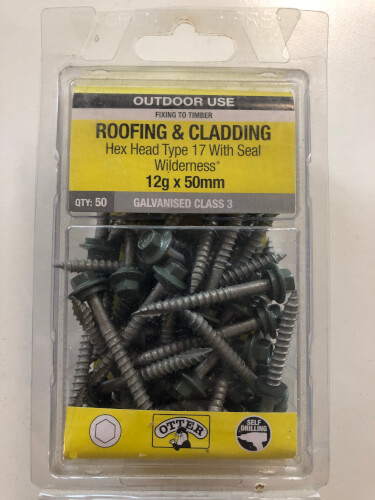 OUTDOOR USE
FIXING TO TIMBER
ROOFING & CLADDING
Hex Head Type 17 With Seal
Wilderness®
12g x 50mm
QTY: 50
GALVANISED CLASS 3
OTTER
SELF
DRILLING